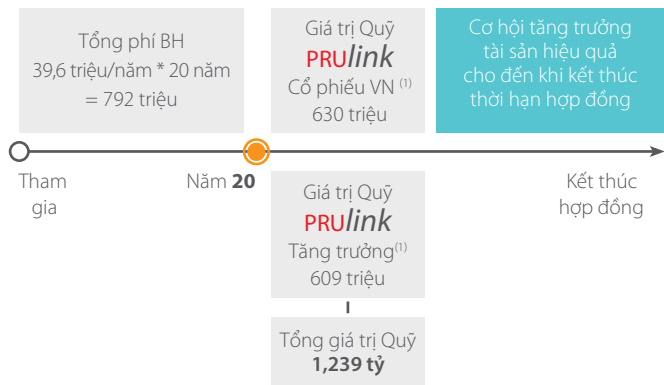 Tổng phí BH
39,6 triệu/năm * 20 năm
= 792 triệu
Giá trị Quỹ
PRUlink
Cổ phiếu VN (1)
630 triệu
Cơ hội tăng trưởng
tài sản hiệu quả
cho đến khi kết thúc
thời hạn hợp đồng
Tham
gia
Năm 20
Kết thúc
hợp đồng
Giá trị Quỹ
PRUlink
Tăng trưởng(1)
609 triệu
Tổng giá trị Quỹ
1,239 tỷ